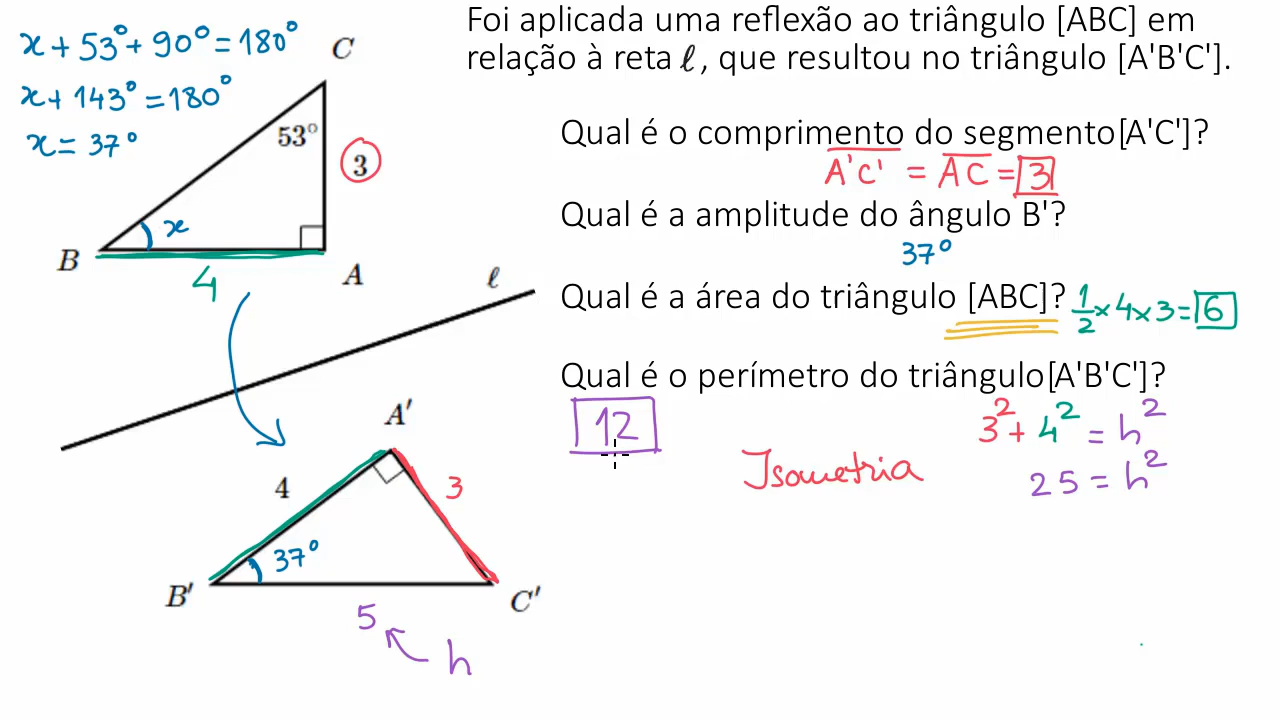 Foi aplicada uma reflexão ao triângulo [ABC] em
relação à reta ℓ, que resultou no triângulo [A'B'C'].
x + 53° + 90° = 180°
x + 143° = 180°
x = 37°
C
53°
3
x
B
4
A
ℓ
Qual é o comprimento do segmento[A'C']?
A'C' = AC = 3
Qual é a amplitude do ângulo B'?
37°
Qual é a área do triângulo [ABC]? 1/2 × 4 × 3 = 6
Qual é o perímetro do triângulo[A'B'C']?
12
3² + 4² = h²
Isometria
25 = h²
A'
4
3
37°
B'
C'
5
h